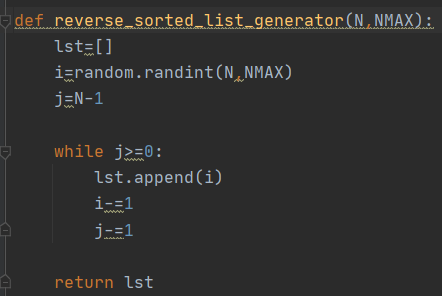 def reverse_sorted_list_generator(N,NMAX):
    lst=[]
    i=random.randint(N,NMAX)
    j=N-1
    while j>=0:
        lst.append(i)
        i-=1
        j-=1
    return lst